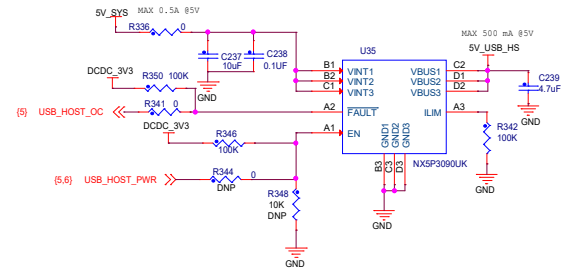 5V_SYS
MAX 0.5A @5V
R336
0
C237
10uF
C238
0.1UF
GND
U35
MAX 500 mA @5V
5V_USB_HS
B1
B2
C1
VINT1
VINT2
VINT3
VBUS1
VBUS2
VBUS3
C2
D1
D2
C239
4.7uF
GND
DCDC_3V3
R350 100K
{5} USB_HOST_OC
R341 0
A2
FAULT
ILIM
A3
DCDC_3V3
R346
100K
A1
EN
GND1
GND2
GND3
B3
C3
D3
NX5P3090UK
R342
100K
GND
{5,6} USB_HOST_PWR
R344
0
DNP
R348
10K
DNP
GND
GND